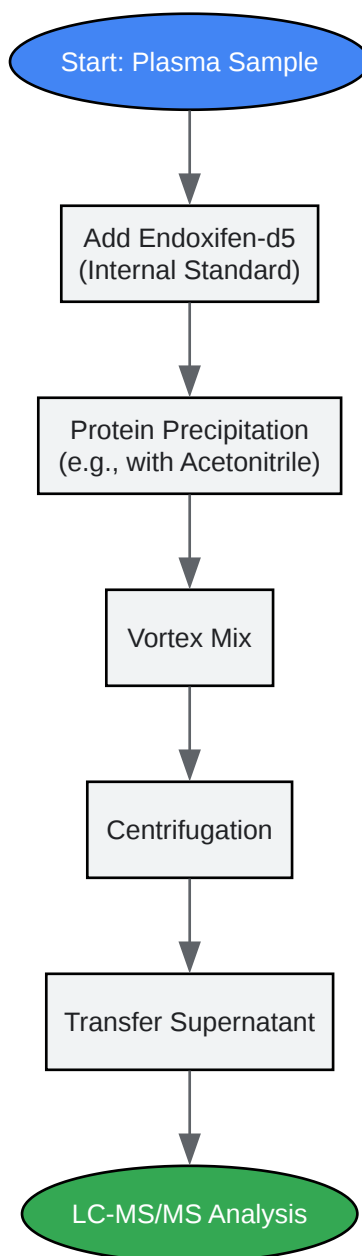 Start: Plasma Sample
Add Endoxifen-d5
(Internal Standard)
Protein Precipitation
(e.g., with Acetonitrile)
Vortex Mix
Centrifugation
Transfer Supernatant
LC-MS/MS Analysis